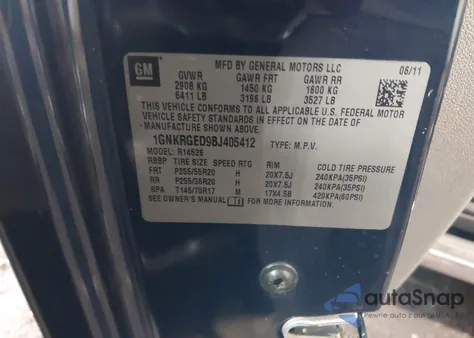 GM
MFD BY GENERAL MOTORS LLC
06/11
GVWR GAWR FRT GAWR RR
2908 KG 1450 KG 1600 KG
6411 LB 3196 LB 3527 LB
THIS VEHICLE CONFORMS TO ALL APPLICABLE U.S. FEDERAL MOTOR
VEHICLE SAFETY STANDARDS IN EFFECT ON THE DATE OF
MANUFACTURE SHOWN ABOVE.
1GNKRGED9BJ405412 TYPE: M.P.V.
MODEL: R14526
RBBP TIRE SIZE SPEED RTG RIM COLD TIRE PRESSURE
FRT P255/55R20 H 20X7.5J 240KPA(35PSI)
RR P255/55R20 H 20X7.5J 240KPA(35PSI)
SPA T145/70R17 M 17X4.5B 420KPA(60PSI)
SEE OWNER'S MANUAL FOR MORE INFORMATION.
autoSnap
Pewne auto z